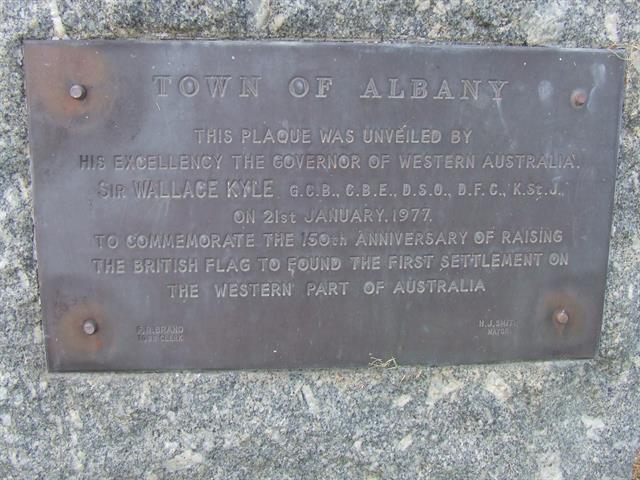 TOWN OF ALBANY
THIS PLAQUE WAS UNVEILED BY
HIS EXCELLENCY THE GOVERNOR OF WESTERN AUSTRALIA.
SIR WALLACE KYLE G.C.B., C.B.E., D.S.O., D.F.C., K.St.J.,
ON 21st JANUARY, 1977,
TO COMMEMORATE THE 150th ANNIVERSARY OF RAISING
THE BRITISH FLAG TO FOUND THE FIRST SETTLEMENT ON
THE WESTERN PART OF AUSTRALIA
F.R. BRAND
TOWN CLERK
H.J. SMITH
MAYOR